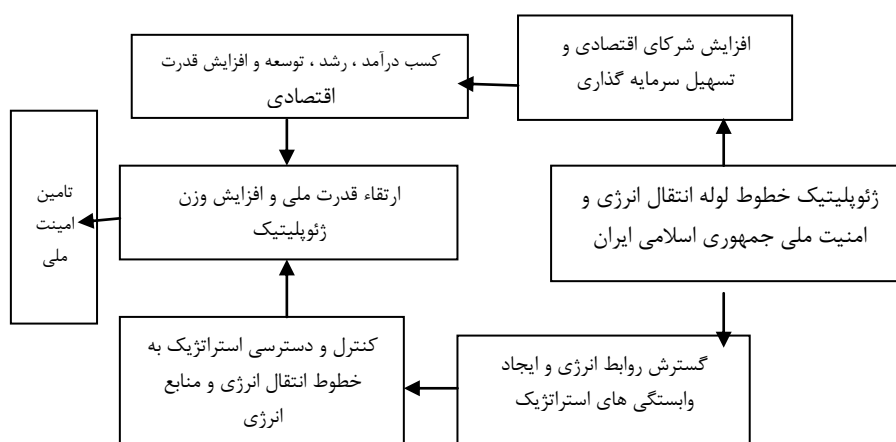 افزایش شرکای اقتصادی و
تسهیل سرمایه گذاری
کسب درآمد ، رشد ، توسعه و افزایش قدرت
اقتصادی
ژئوپلیتیک خطوط لوله انتقال انرژی و
امنیت ملی جمهوری اسلامی ایران
ارتقاء قدرت ملی و افزایش وزن
ژئوپلیتیک
تامین
امینت
ملی
گسترش روابط انرژی و ایجاد
وابستگی های استراتژیک
کنترل و دسترسی استراتژیک به
خطوط انتقال انرژی و منابع
انرژی